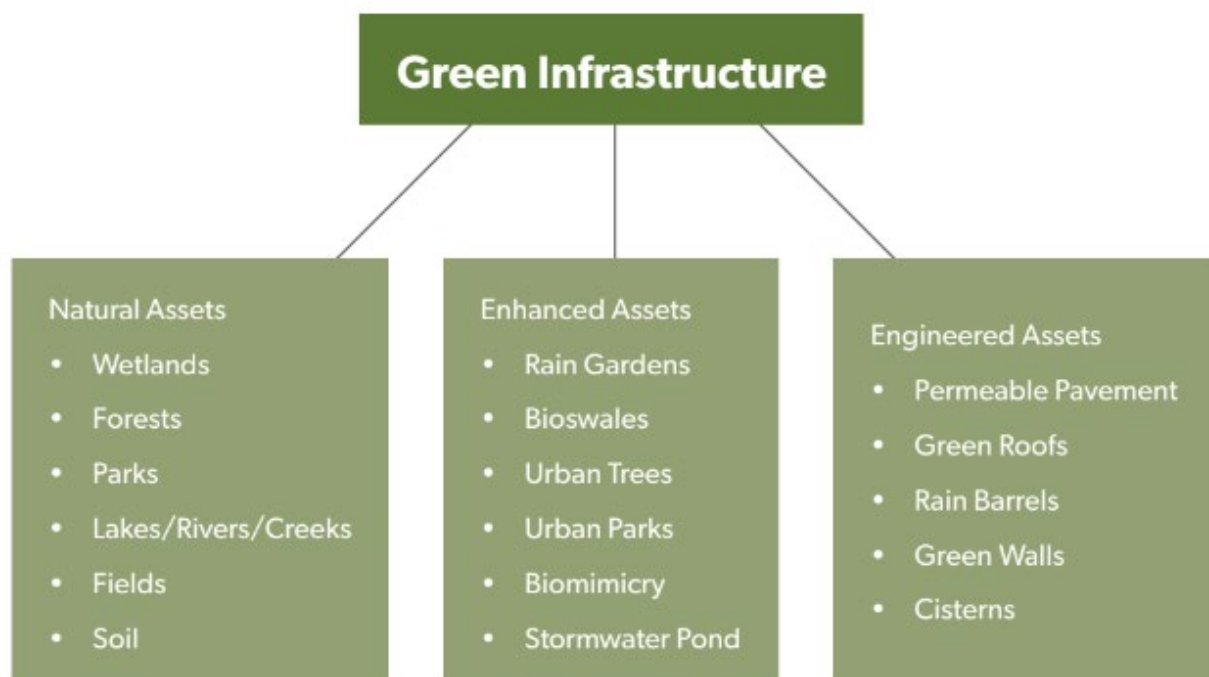 Green Infrastructure
Natural Assets
• Wetlands
• Forests
• Parks
• Lakes/Rivers/Creeks
• Fields
• Soil
Enhanced Assets
• Rain Gardens
• Bioswales
• Urban Trees
• Urban Parks
• Biomimicry
• Stormwater Pond
Engineered Assets
• Permeable Pavement
• Green Roofs
• Rain Barrels
• Green Walls
• Cisterns